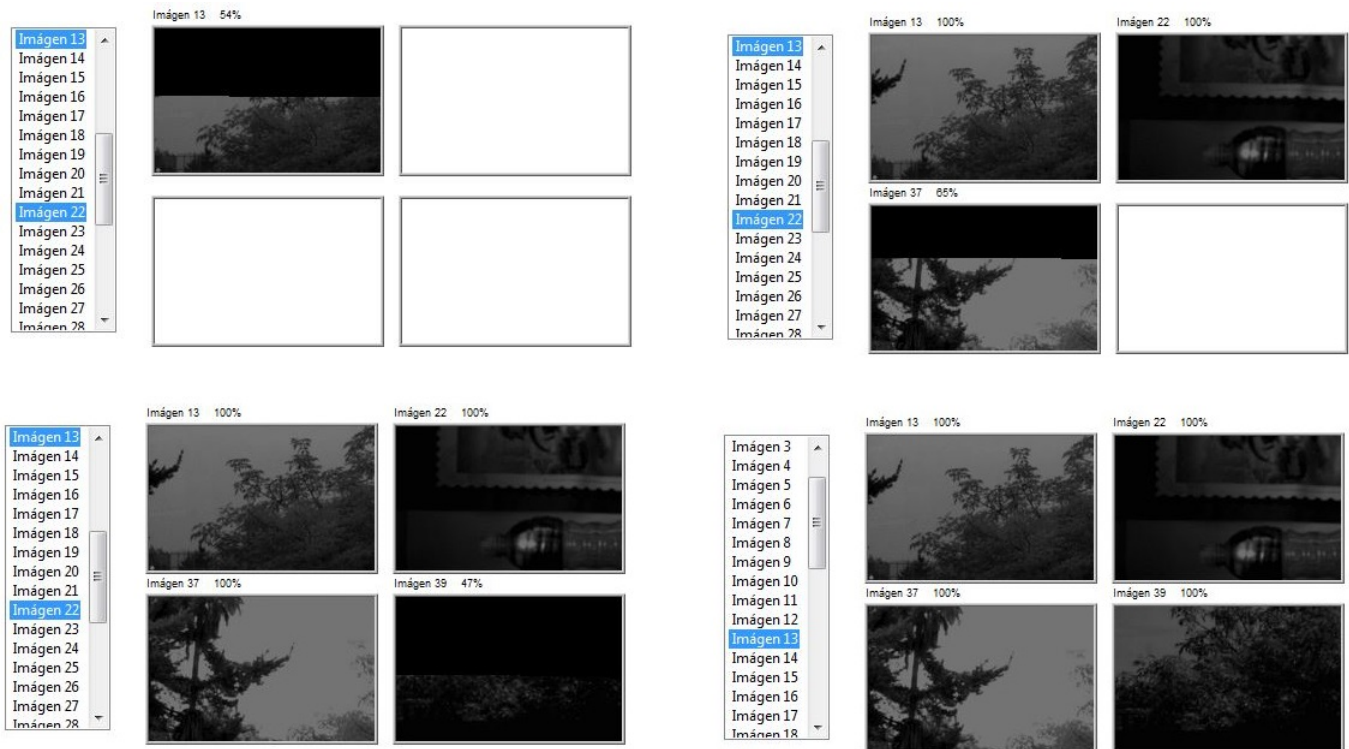 Imágen 13 54%
Imágen 13
Imágen 14
Imágen 15
Imágen 16
Imágen 17
Imágen 18
Imágen 19
Imágen 20
Imágen 21
Imágen 22
Imágen 23
Imágen 24
Imágen 25
Imágen 26
Imágen 27
Imágen 28
Imágen 13 100% Imágen 22 100%
Imágen 13
Imágen 14
Imágen 15
Imágen 16
Imágen 17
Imágen 18
Imágen 19
Imágen 20
Imágen 21
Imágen 22
Imágen 23
Imágen 24
Imágen 25
Imágen 26
Imágen 27
Imágen 28
Imágen 37 65%
Imágen 13 100% Imágen 22 100%
Imágen 13
Imágen 14
Imágen 15
Imágen 16
Imágen 17
Imágen 18
Imágen 19
Imágen 20
Imágen 21
Imágen 22
Imágen 23
Imágen 24
Imágen 25
Imágen 26
Imágen 27
Imágen 28
Imágen 37 100% Imágen 39 47%
Imágen 13 100% Imágen 22 100%
Imágen 3
Imágen 4
Imágen 5
Imágen 6
Imágen 7
Imágen 8
Imágen 9
Imágen 10
Imágen 11
Imágen 12
Imágen 13
Imágen 14
Imágen 15
Imágen 16
Imágen 17
Imágen 18
Imágen 37 100% Imágen 39 100%